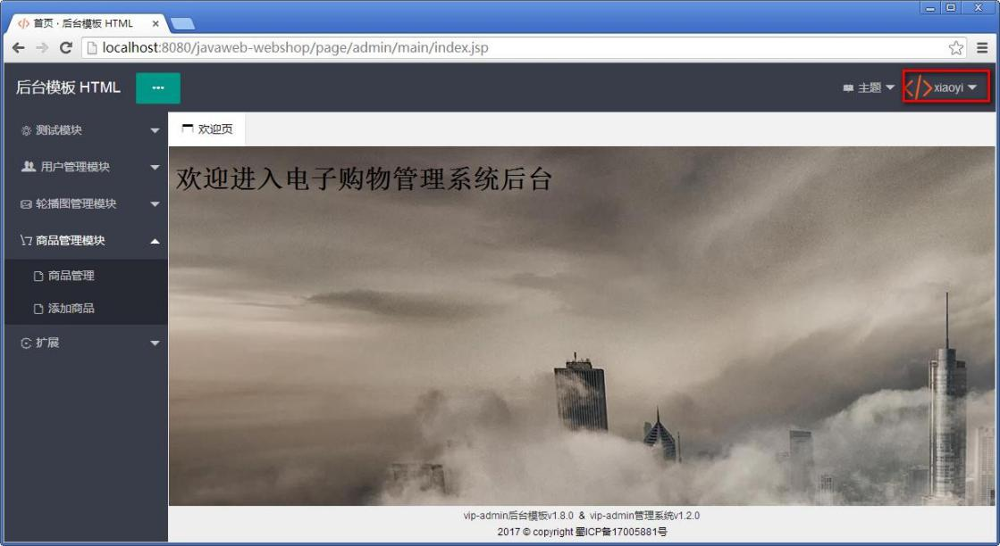 首页 · 后台模板 HTML
localhost:8080/javaweb-webshop/page/admin/main/index.jsp
后台模板 HTML
主题
xiaoyi
测试模块
欢迎页
用户管理模块
欢迎进入电子购物管理系统后台
轮播图管理模块
商品管理模块
商品管理
添加商品
扩展
vip-admin后台模板v1.8.0 & vip-admin管理系统v1.2.0
2017 © copyright 蜀ICP备17005881号